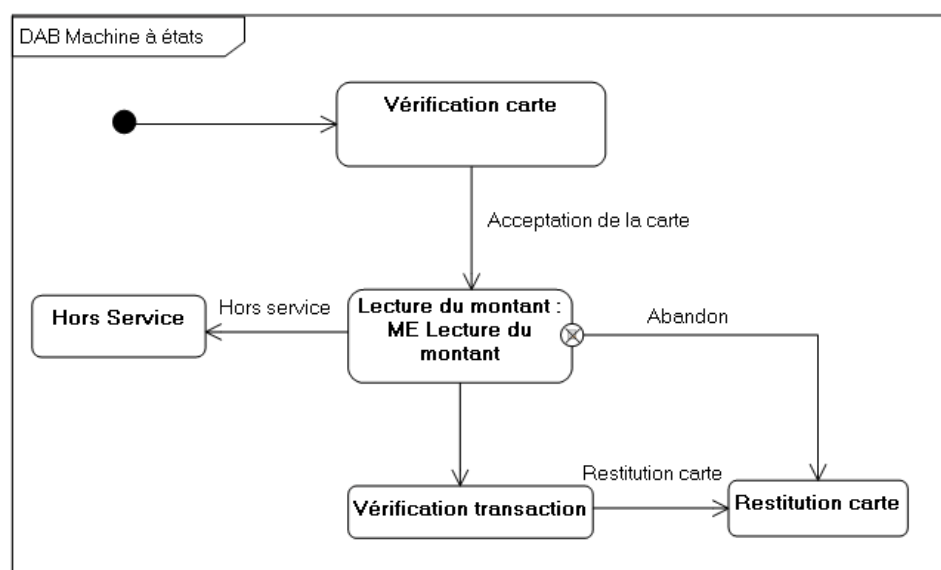 DAB Machine à états
Vérification carte
Acceptation de la carte
Hors Service
Hors service
Lecture du montant :
ME Lecture du
montant
Abandon
Vérification transaction
Restitution carte
Restitution carte